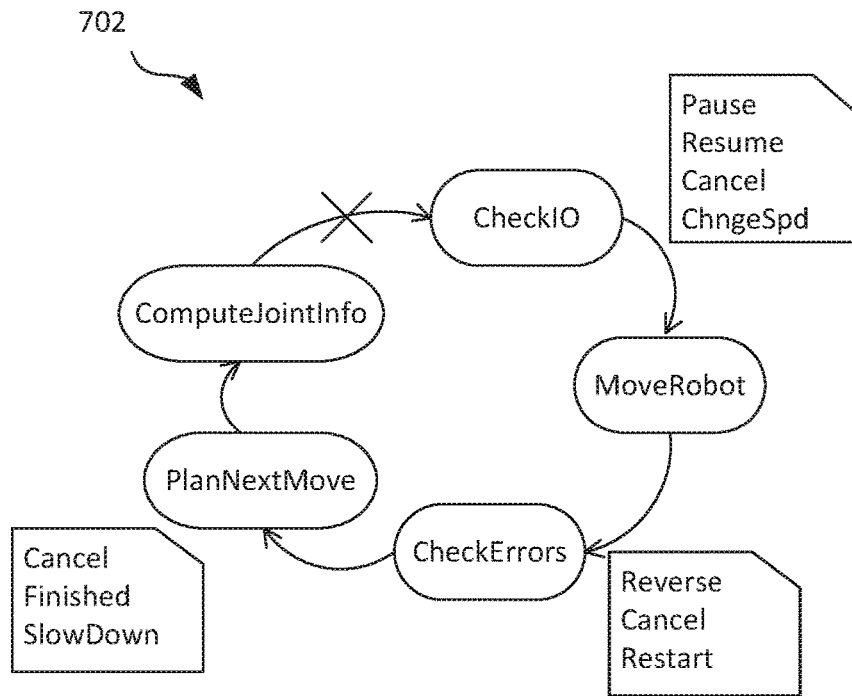 702
Pause
Resume
Cancel
ChngeSpd
CheckIO
ComputeJointInfo
MoveRobot
PlanNextMove
CheckErrors
Cancel
Finished
SlowDown
Reverse
Cancel
Restart